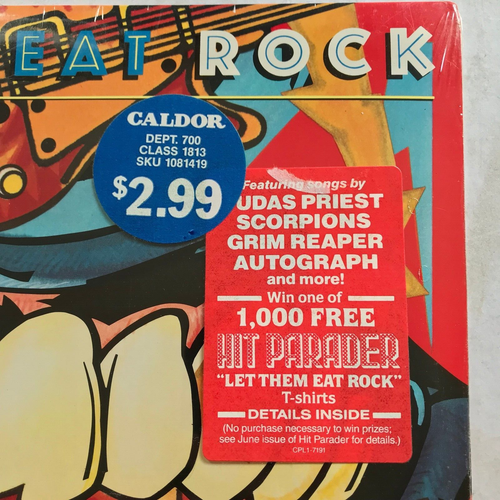 EAT ROCK
CALDOR
DEPT. 700
CLASS 1813
SKU 1081419
$2.99
Featuring songs by
UDAS PRIEST
SCORPIONS
GRIM REAPER
AUTOGRAPH
and more!
Win one of
1,000 FREE
HIT PARADER
"LET THEM EAT ROCK"
T-shirts
DETAILS INSIDE
(No purchase necessary to win prizes;
see June issue of Hit Parader for details.)
CPL1-7191